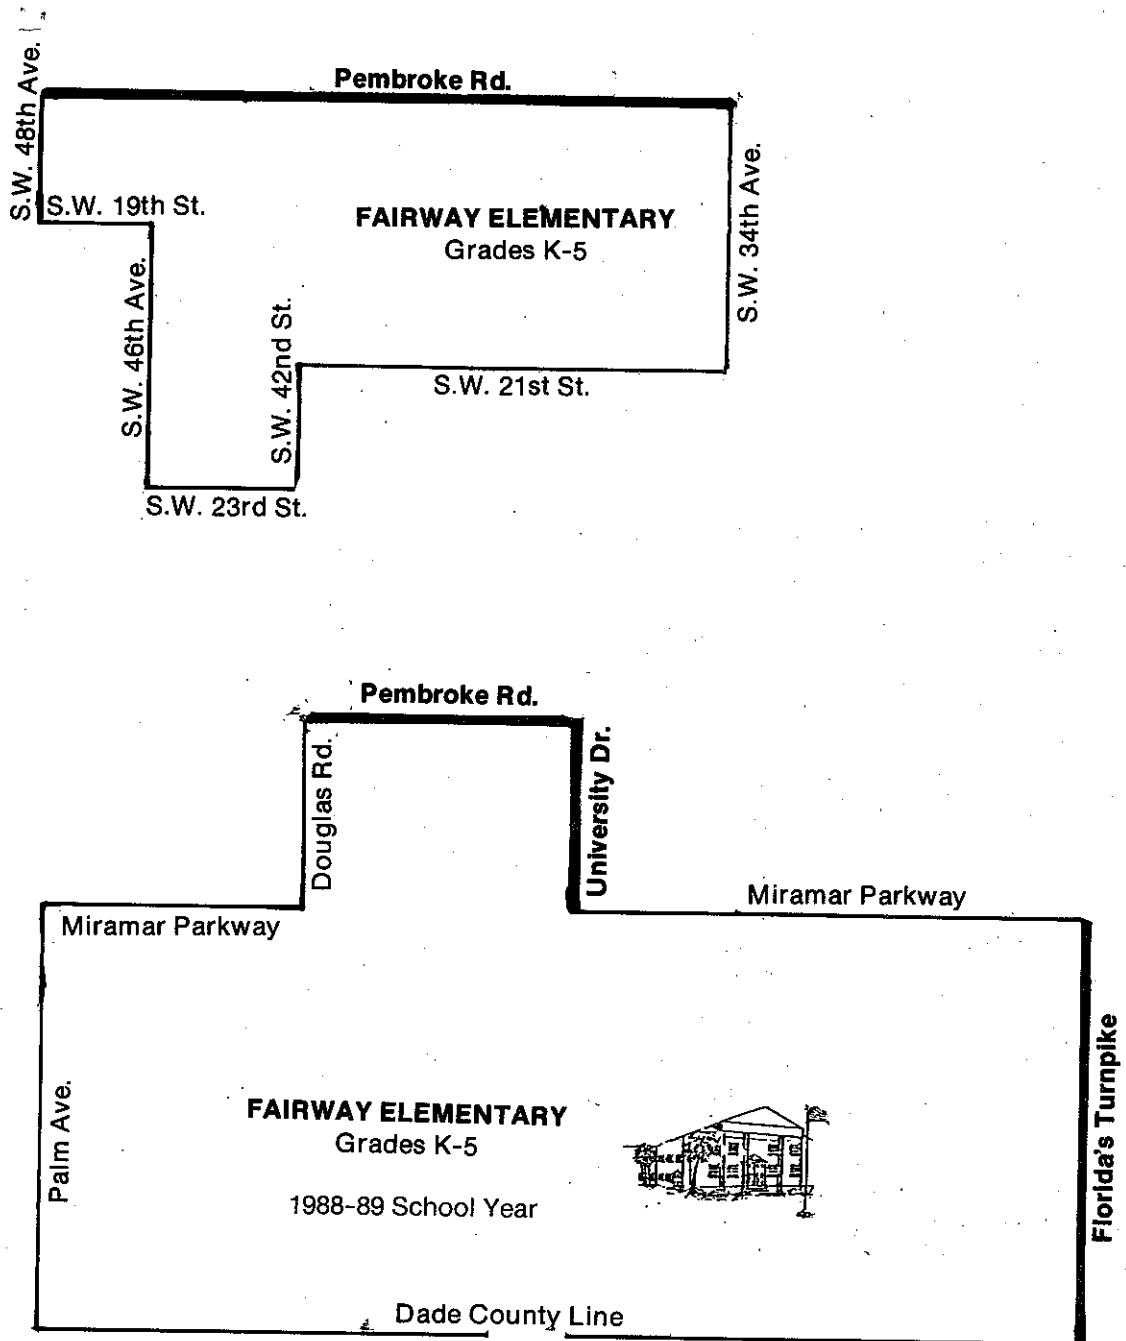 Pembroke Rd.
S.W. 48th Ave.
S.W. 19th St.
FAIRWAY ELEMENTARY
Grades K-5
S.W. 34th Ave.
S.W. 46th Ave.
S.W. 42nd St.
S.W. 21st St.
S.W. 23rd St.
Pembroke Rd.
Douglas Rd.
University Dr.
Miramar Parkway
Miramar Parkway
Palm Ave.
FAIRWAY ELEMENTARY
Grades K-5
1988-89 School Year
Florida's Turnpike
Dade County Line